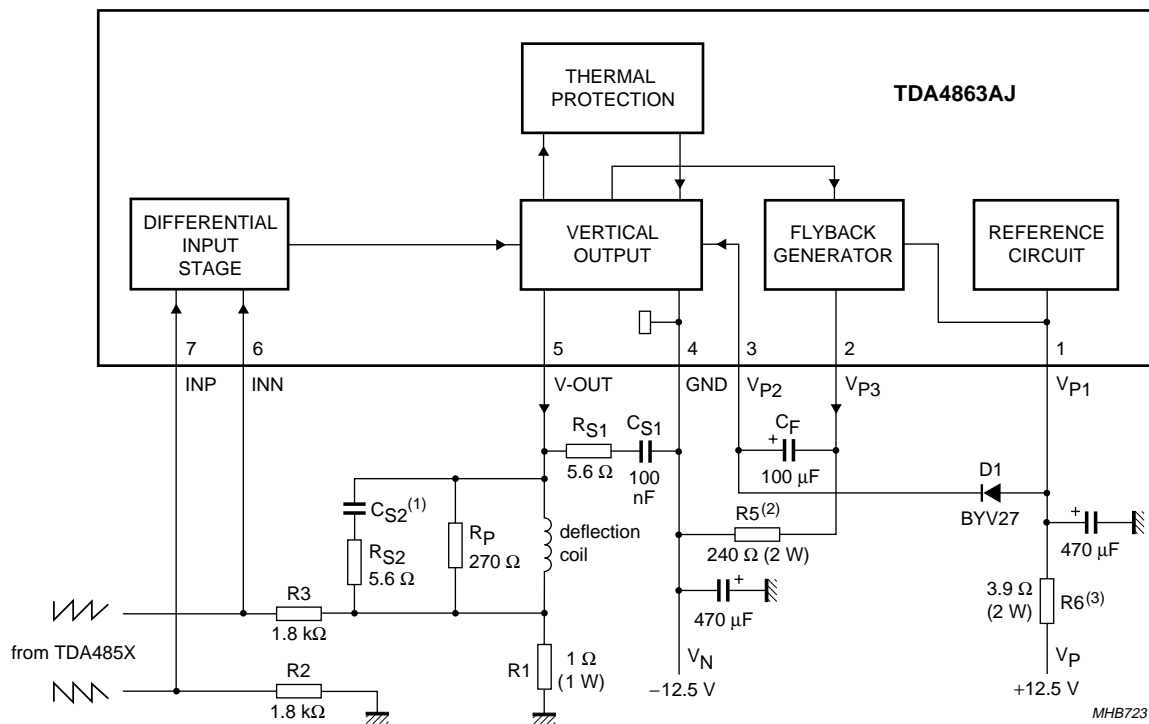 THERMAL
PROTECTION
TDA4863AJ
DIFFERENTIAL
INPUT
STAGE
VERTICAL
OUTPUT
FLYBACK
GENERATOR
REFERENCE
CIRCUIT
7
6
5
4
3
2
1
INP
INN
V-OUT
GND
VP2
VP3
VP1
RS1
5.6 Ω
CS1
100
nF
+
CF
100 µF
D1
BYV27
CS2(1)
RS2
5.6 Ω
RP
270 Ω
deflection
coil
R5(2)
240 Ω (2 W)
+
470 µF
+
470 µF
3.9 Ω
(2 W)
R6(3)
R3
1.8 kΩ
from TDA485X
R2
1.8 kΩ
R1
1 Ω
(1 W)
VN
−12.5 V
VP
+12.5 V
MHB723